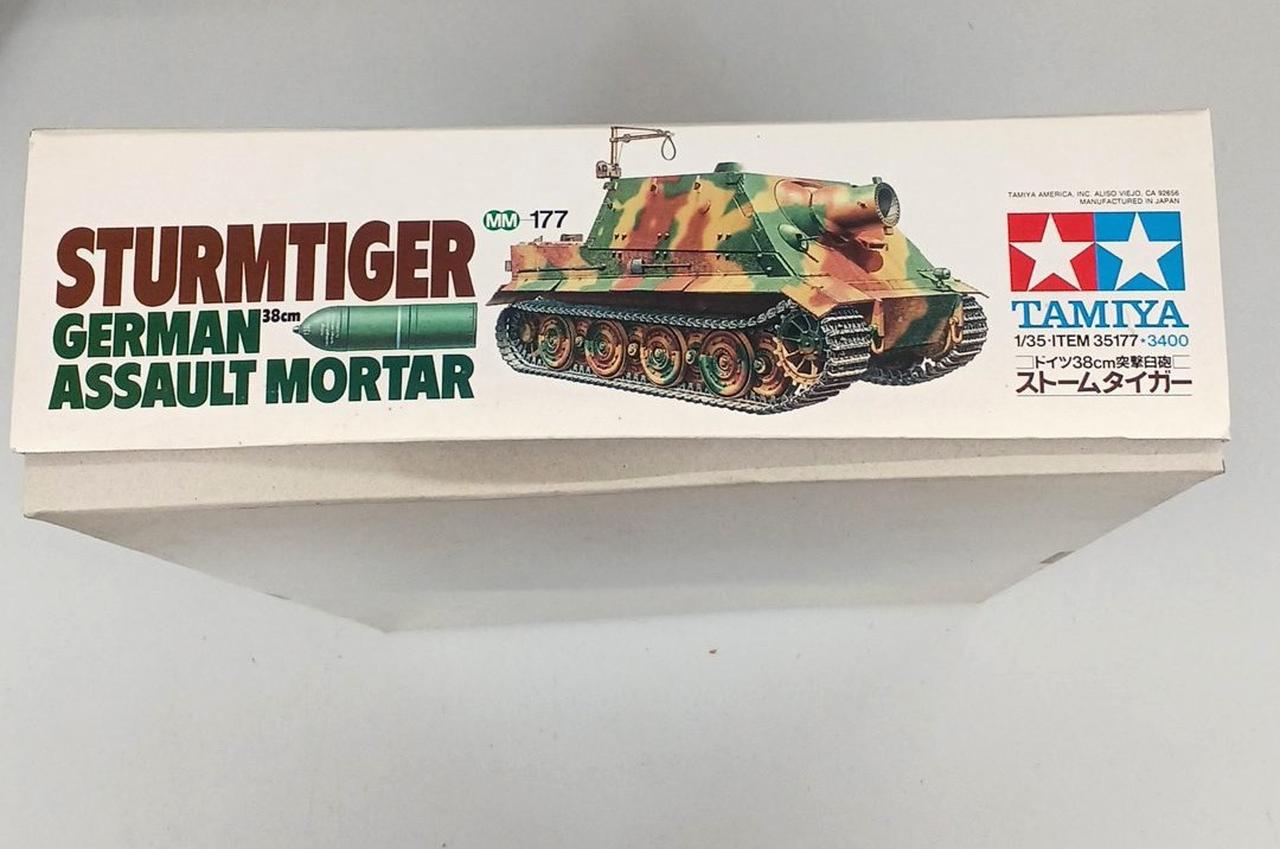 STURMTIGER
GERMAN 38cm
ASSAULT MORTAR
MM 177
TAMIYA AMERICA, INC. ALISO VIEJO, CA 92656
MANUFACTURED IN JAPAN
TAMIYA
1/35·ITEM 35177★3400
ドイツ38cm突撃臼砲
ストームタイガー